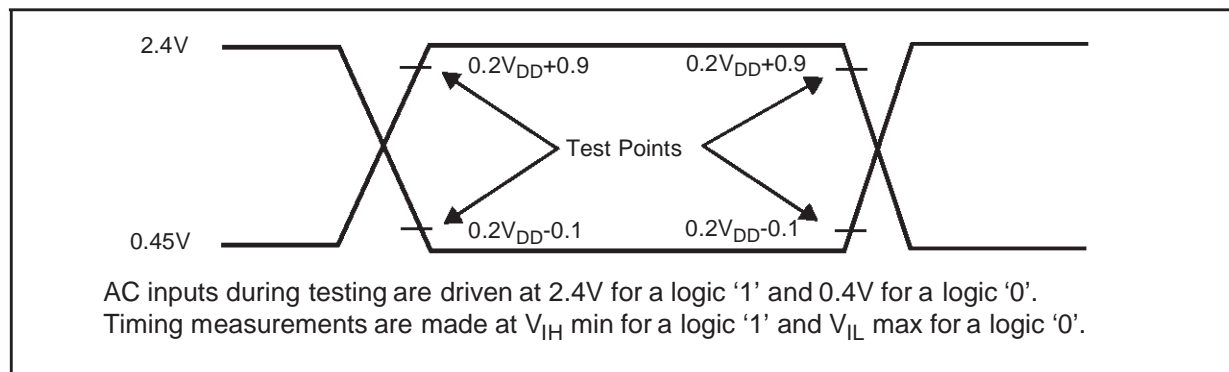 2.4V
0.2VDD+0.9 0.2VDD+0.9
Test Points
0.45V 0.2VDD-0.1 0.2VDD-0.1
AC inputs during testing are driven at 2.4V for a logic ‘1’ and 0.4V for a logic ‘0’.
Timing measurements are made at VIH min for a logic ‘1’ and VIL max for a logic ‘0’.